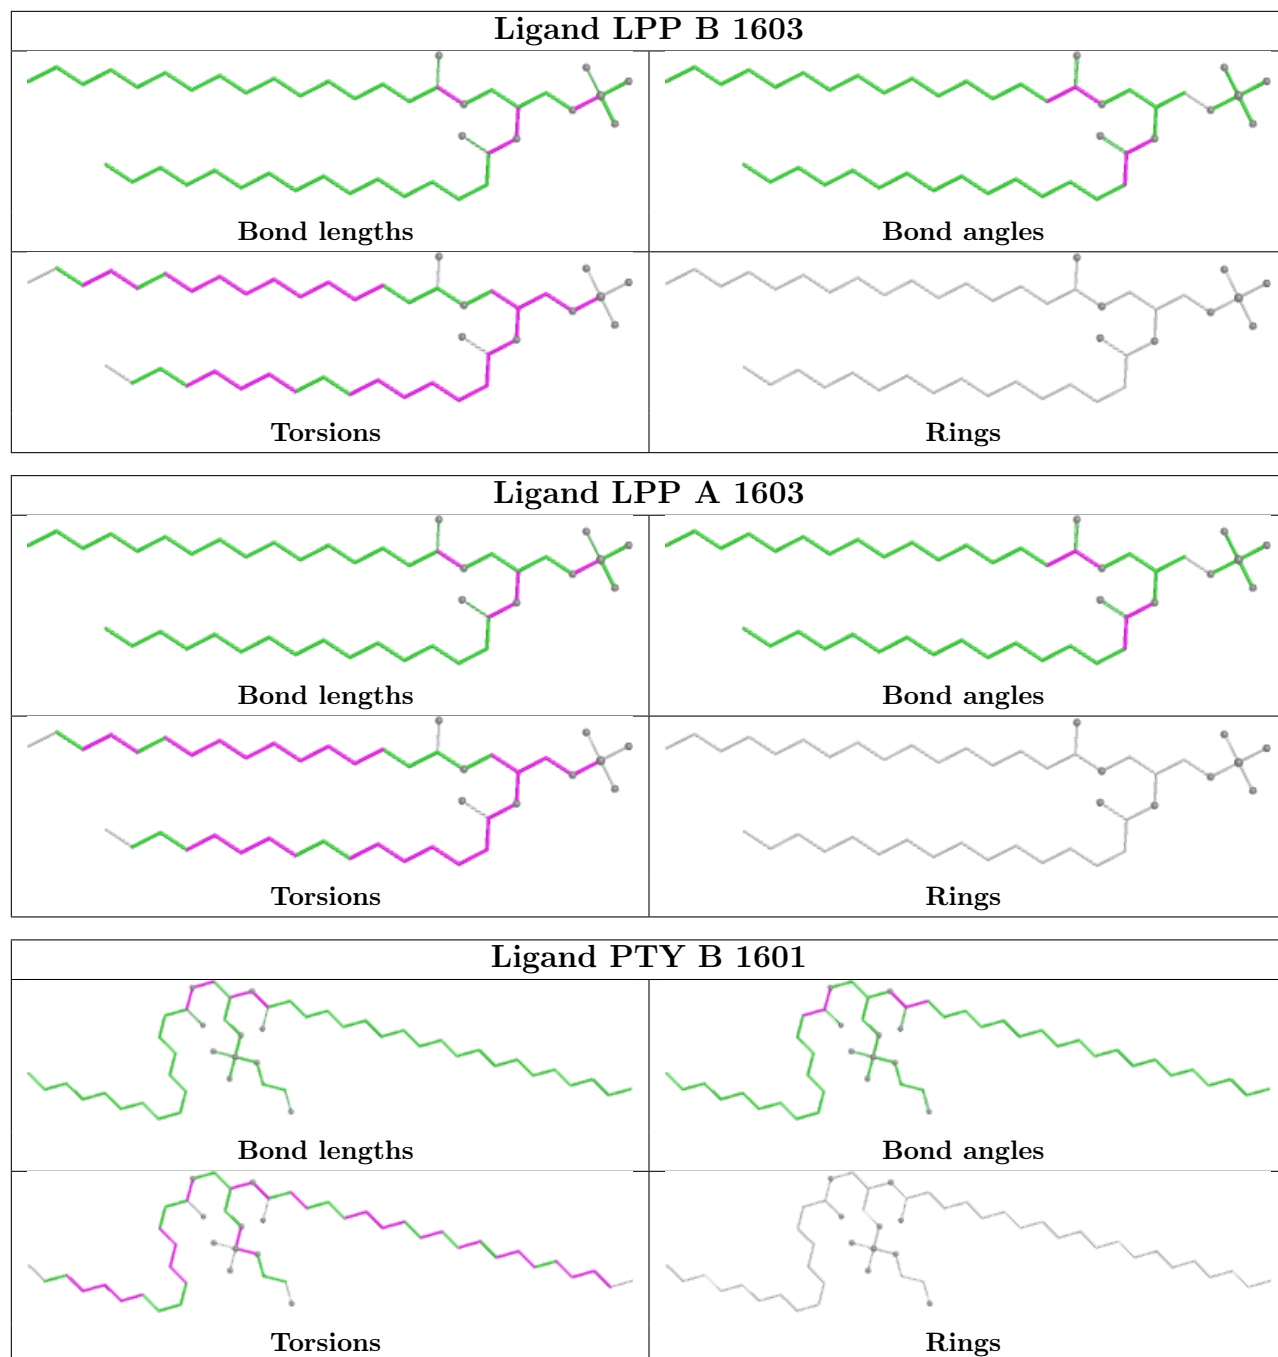 Ligand LPP B 1603
Bond lengths
Bond angles
Torsions
Rings
Ligand LPP A 1603
Bond lengths
Bond angles
Torsions
Rings
Ligand PTY B 1601
Bond lengths
Bond angles
Torsions
Rings